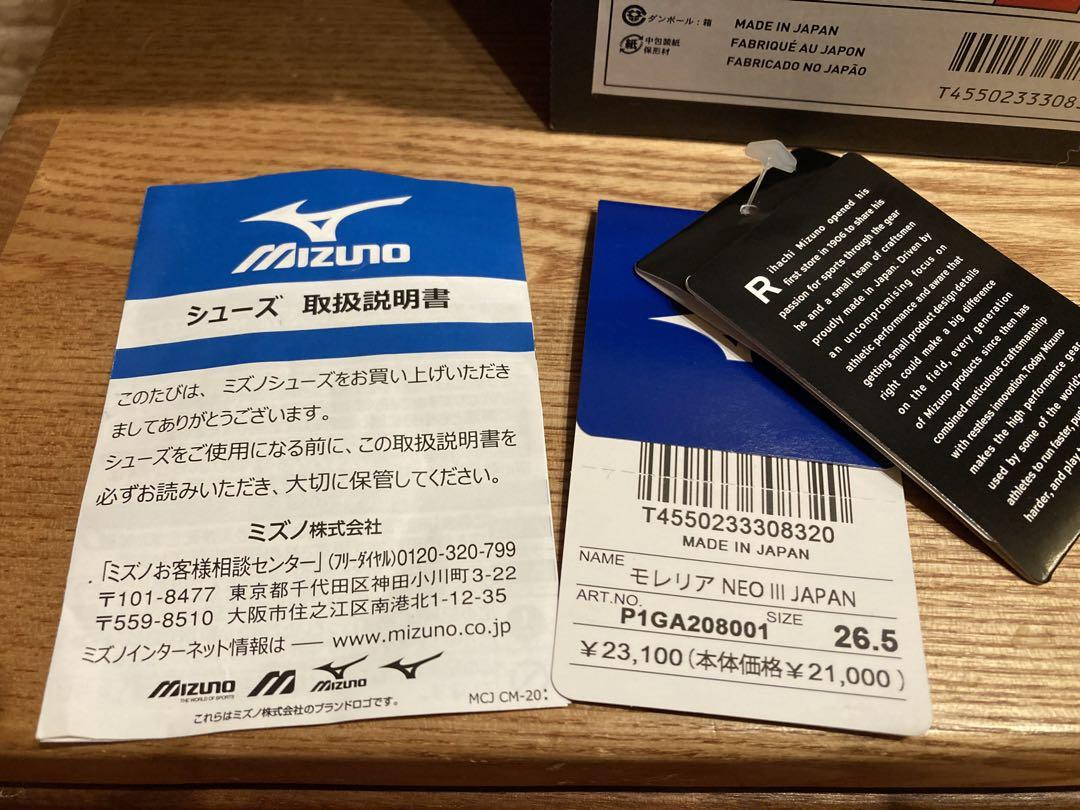 ダンボール：箱
中包装紙
保形材
紙
MADE IN JAPAN
FABRIQUÉ AU JAPON
FABRICADO NO JAPÃO
T4550233308
MIZUNO
シューズ 取扱説明書
このたびは、ミズノシューズをお買い上げいただき
ましてありがとうございます。
シューズをご使用になる前に、この取扱説明書を
必ずお読みいただき、大切に保管してください。
ミズノ株式会社
「ミズノお客様相談センター」(フリーダイヤル)0120-320-799
〒101-8477 東京都千代田区神田小川町3-22
〒559-8510 大阪市住之江区南港北1-12-35
ミズノインターネット情報は—— www.mizuno.co.jp
MIZUNO
THE WORLD OF SPORTS
MIZUNO
これらはミズノ株式会社のブランドロゴです。
MCJ CM-20
T4550233308320
MADE IN JAPAN
NAME モレリア NEO III JAPAN
ART.NO. P1GA208001 SIZE 26.5
¥23,100(本体価格¥21,000)
Rihachi Mizuno opened his
first store in 1906 to share his
passion for sports through the gear
he and a small team of craftsmen
proudly made in Japan. Driven by
an uncompromising focus on
athletic performance and aware that
getting small product design details
right could make a big difference
on the field, every generation
of Mizuno products since then has
combined meticulous craftsmanship
with restless innovation. Today Mizuno
makes the high performance gear
used by some of the world
athletes to run faster,
harder, and play